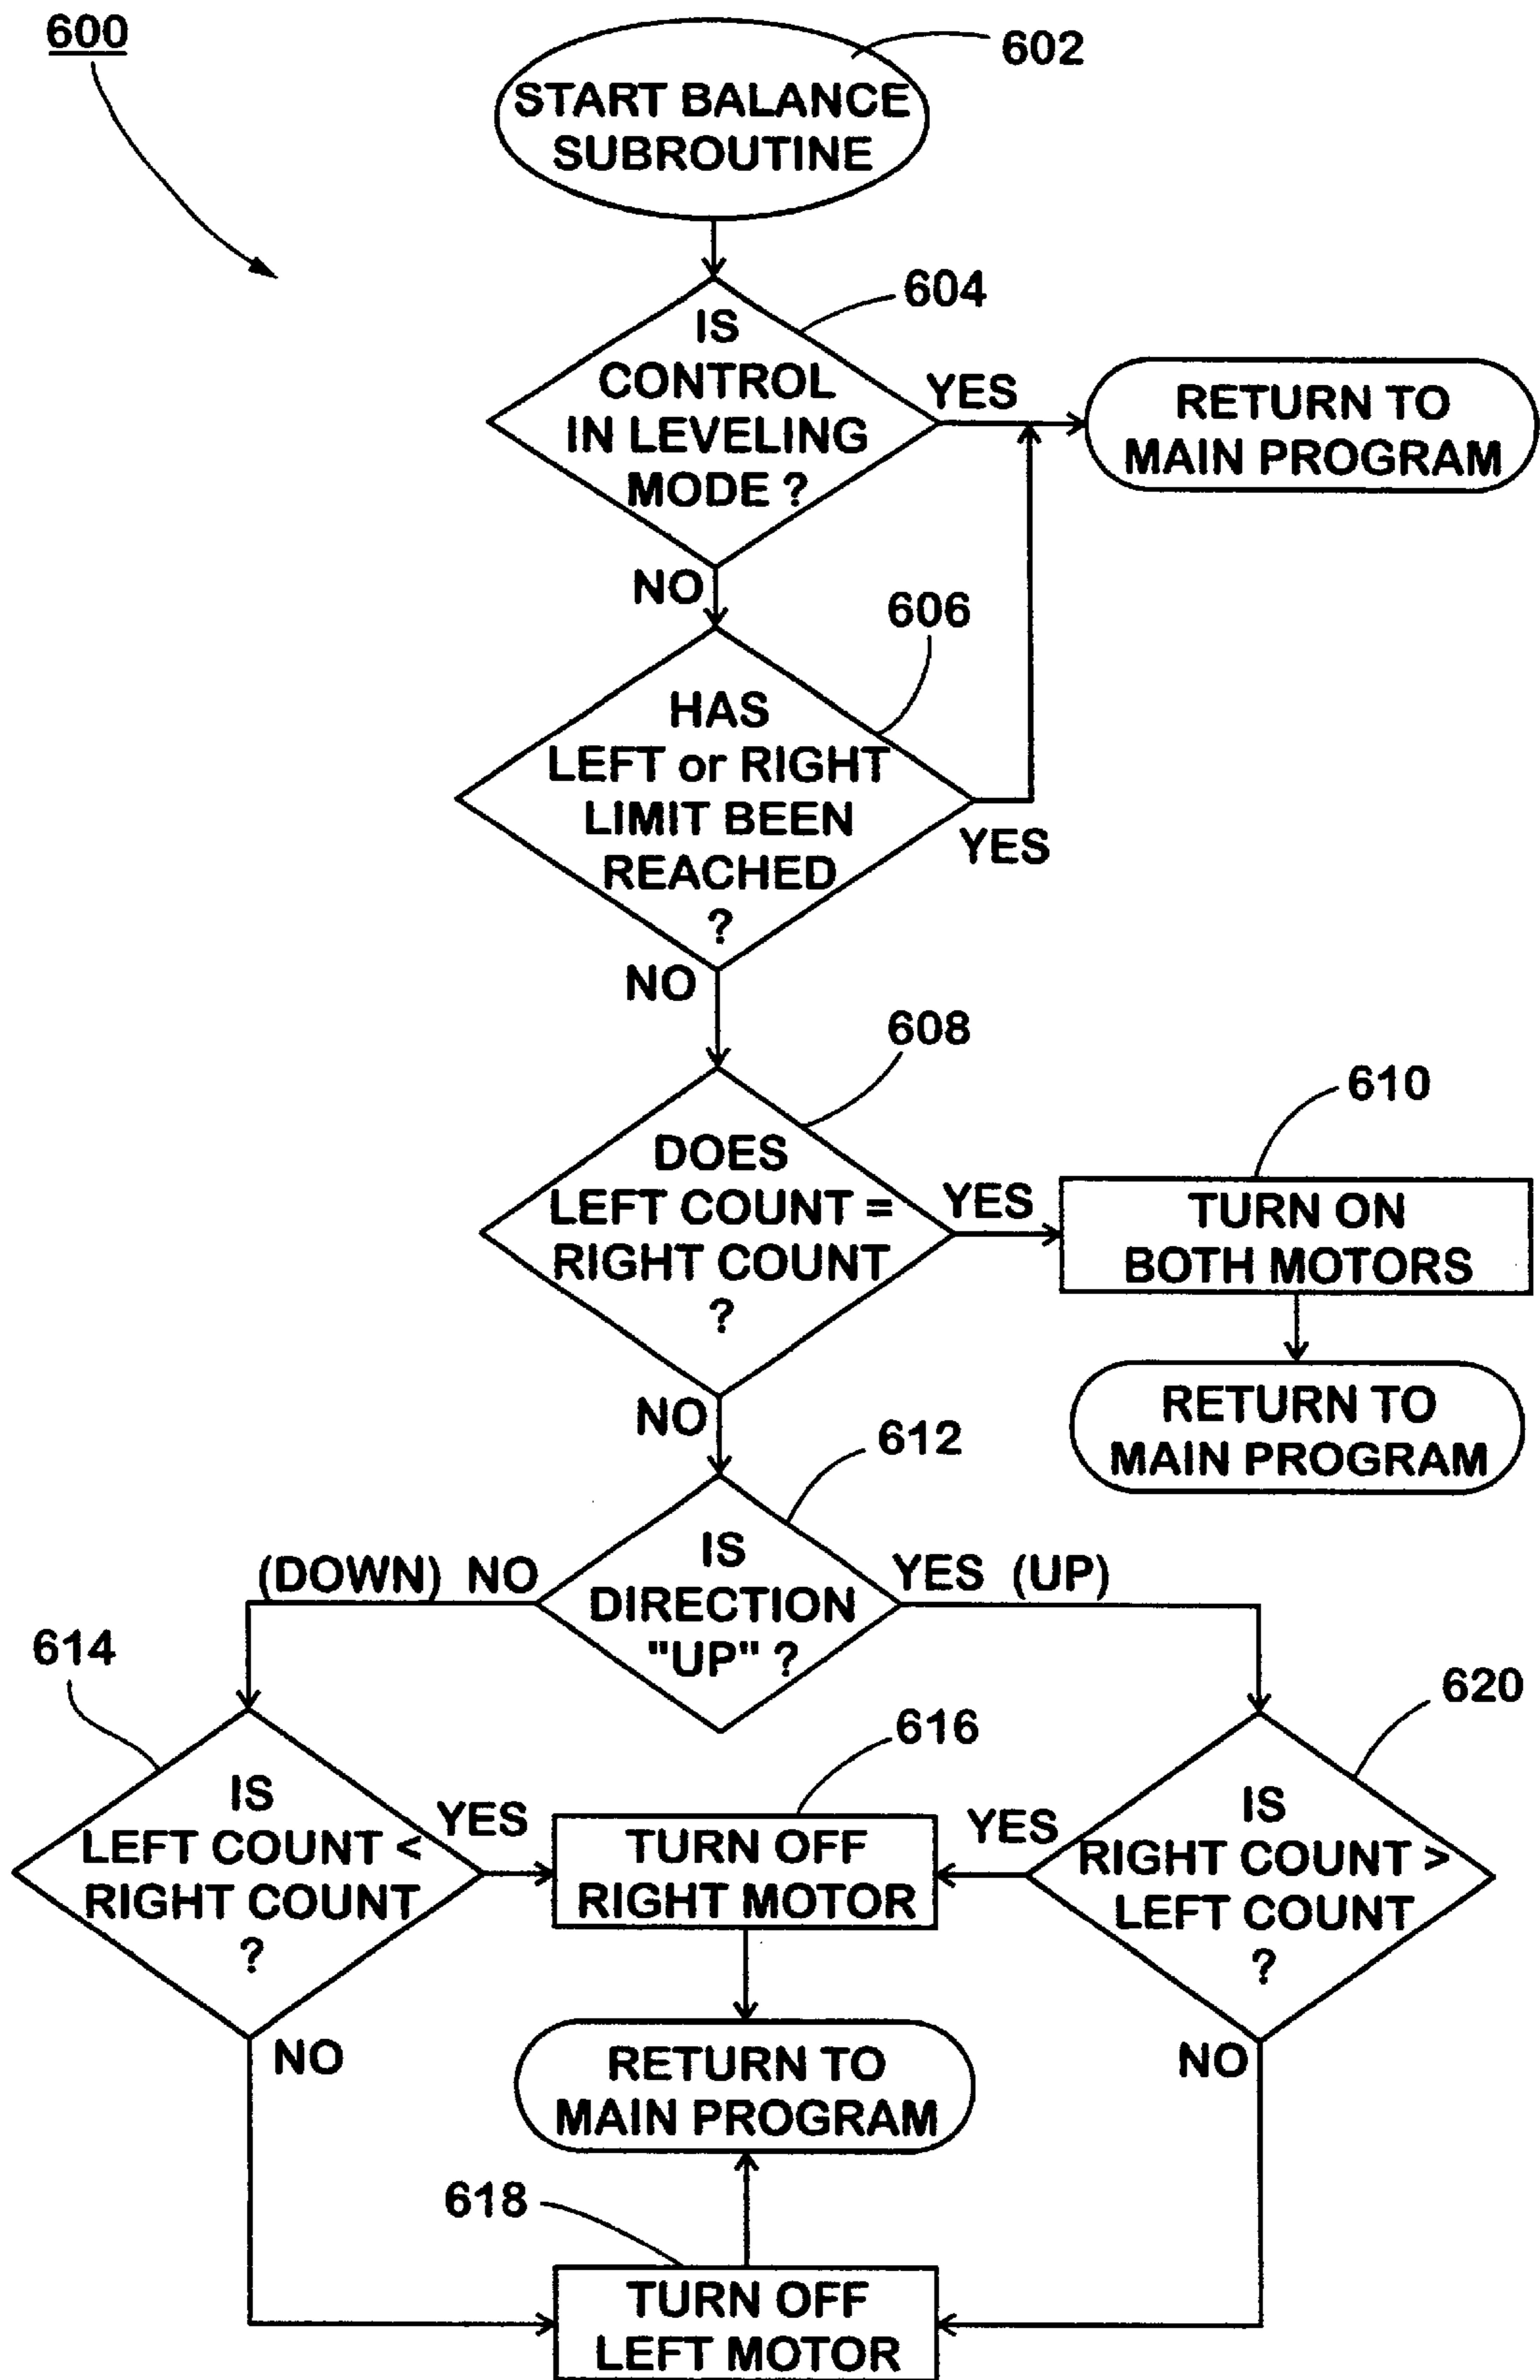 600
602
START BALANCE
SUBROUTINE
604
IS
CONTROL
IN LEVELING
MODE ?
YES
RETURN TO
MAIN PROGRAM
NO
606
HAS
LEFT or RIGHT
LIMIT BEEN
REACHED
?
YES
NO
608
DOES
LEFT COUNT =
RIGHT COUNT
?
YES
610
TURN ON
BOTH MOTORS
RETURN TO
MAIN PROGRAM
NO
612
IS
DIRECTION
"UP" ?
(DOWN) NO
YES (UP)
614
IS
LEFT COUNT <
RIGHT COUNT
?
YES
616
TURN OFF
RIGHT MOTOR
YES
620
IS
RIGHT COUNT >
LEFT COUNT
?
NO
RETURN TO
MAIN PROGRAM
NO
618
TURN OFF
LEFT MOTOR